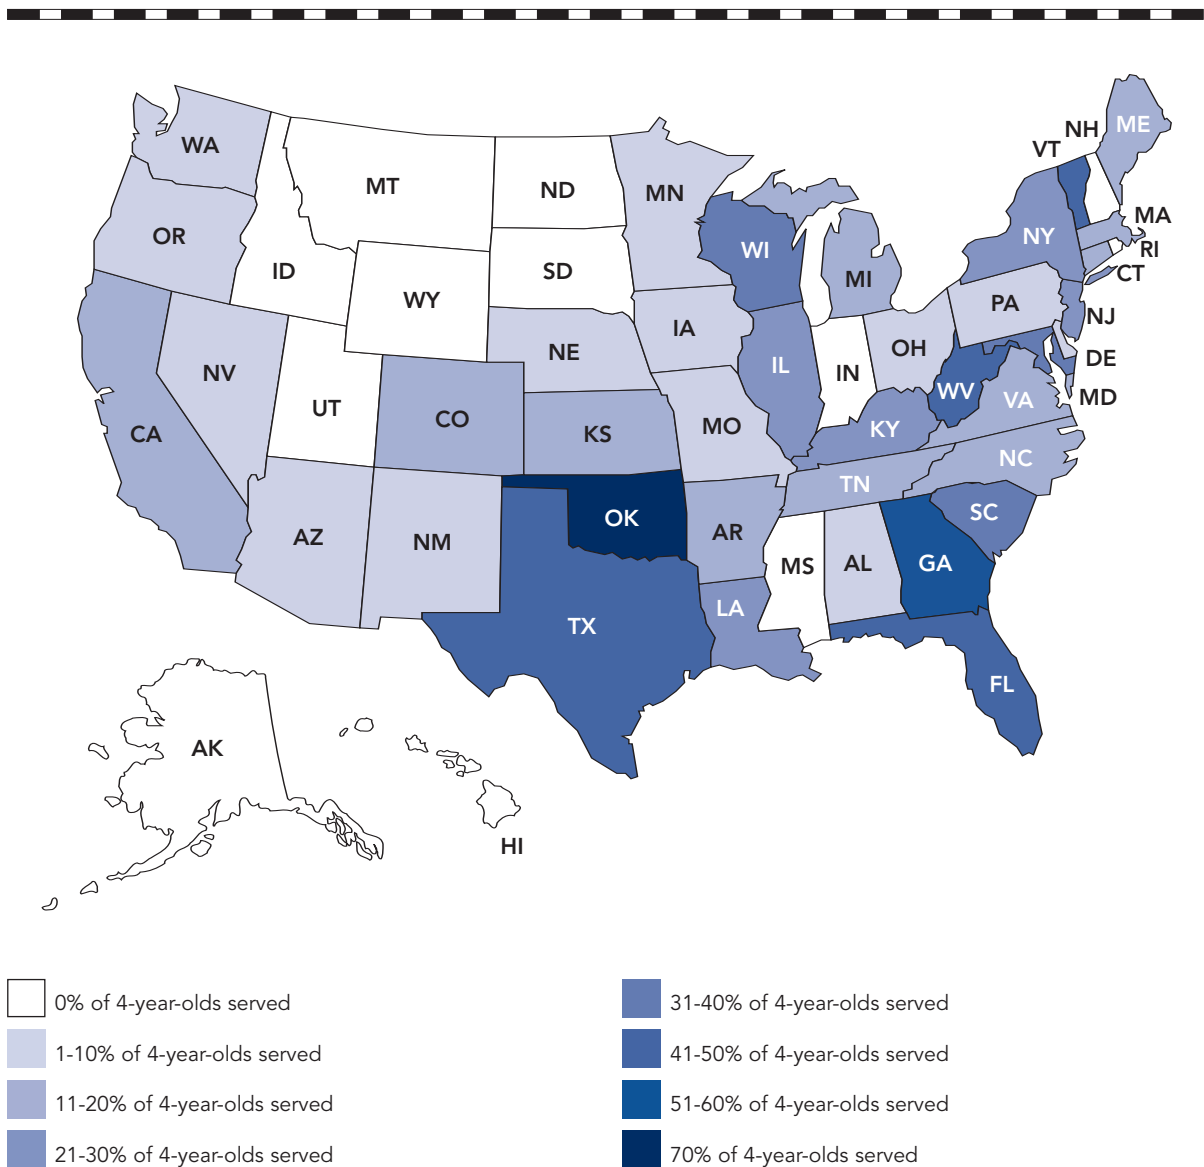 NH
ME
VT
WA
MT
ND
MN
MA
OR
NY
RI
WI
ID
SD
CT
MI
WY
PA
NJ
IA
OH
NE
DE
IL
IN
NV
WV
MD
UT
VA
CO
MO
KY
CA
KS
NC
TN
SC
OK
AR
AZ
NM
MS
AL
GA
LA
TX
FL
AK
HI
0% of 4-year-olds served
1-10% of 4-year-olds served
11-20% of 4-year-olds served
21-30% of 4-year-olds served
31-40% of 4-year-olds served
41-50% of 4-year-olds served
51-60% of 4-year-olds served
70% of 4-year-olds served